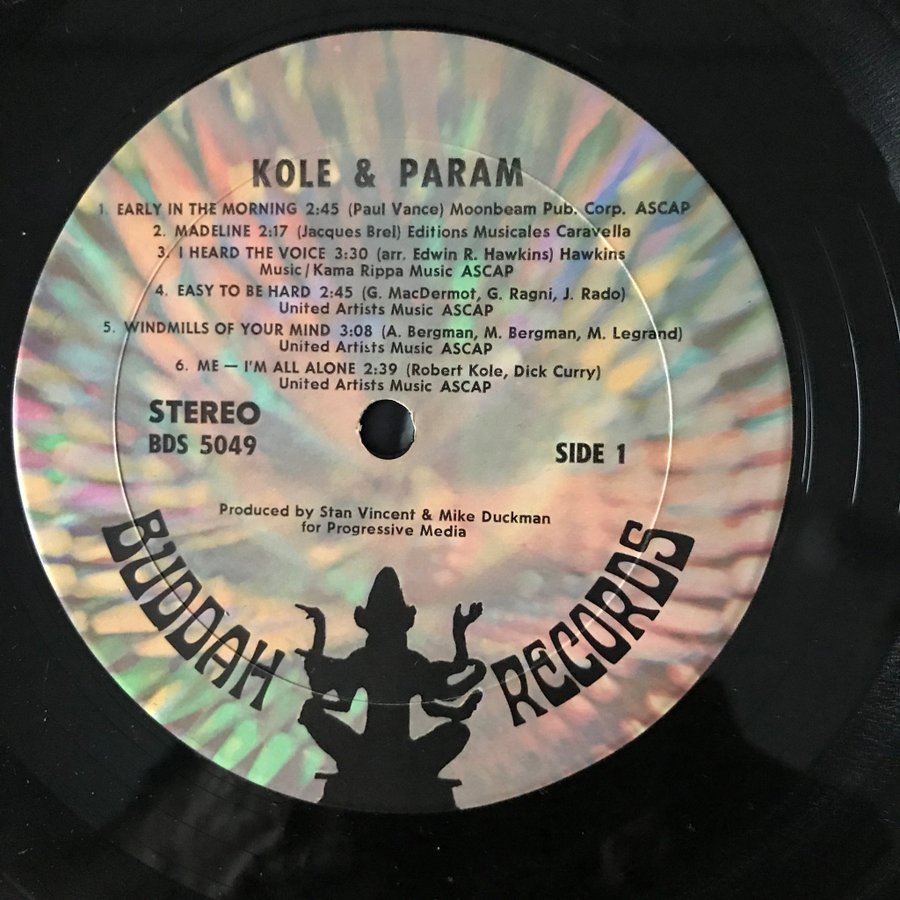 KOLE & PARAM
1. EARLY IN THE MORNING 2:45 (Paul Vance) Moonbeam Pub. Corp. ASCAP
2. MADELINE 2:17 (Jacques Brel) Editions Musicales Caravella
3. I HEARD THE VOICE 3:30 (arr. Edwin R. Hawkins) Hawkins
Music/Kama Rippa Music ASCAP
4. EASY TO BE HARD 2:45 (G. MacDermot, G. Ragni, J. Rado)
United Artists Music ASCAP
5. WINDMILLS OF YOUR MIND 3:08 (A. Bergman, M. Bergman, M. Legrand)
United Artists Music ASCAP
6. ME — I'M ALL ALONE 2:39 (Robert Kole, Dick Curry)
United Artists Music ASCAP
STEREO
BDS 5049
SIDE 1
Produced by Stan Vincent & Mike Duckman
for Progressive Media
BUDDAH RECORDS